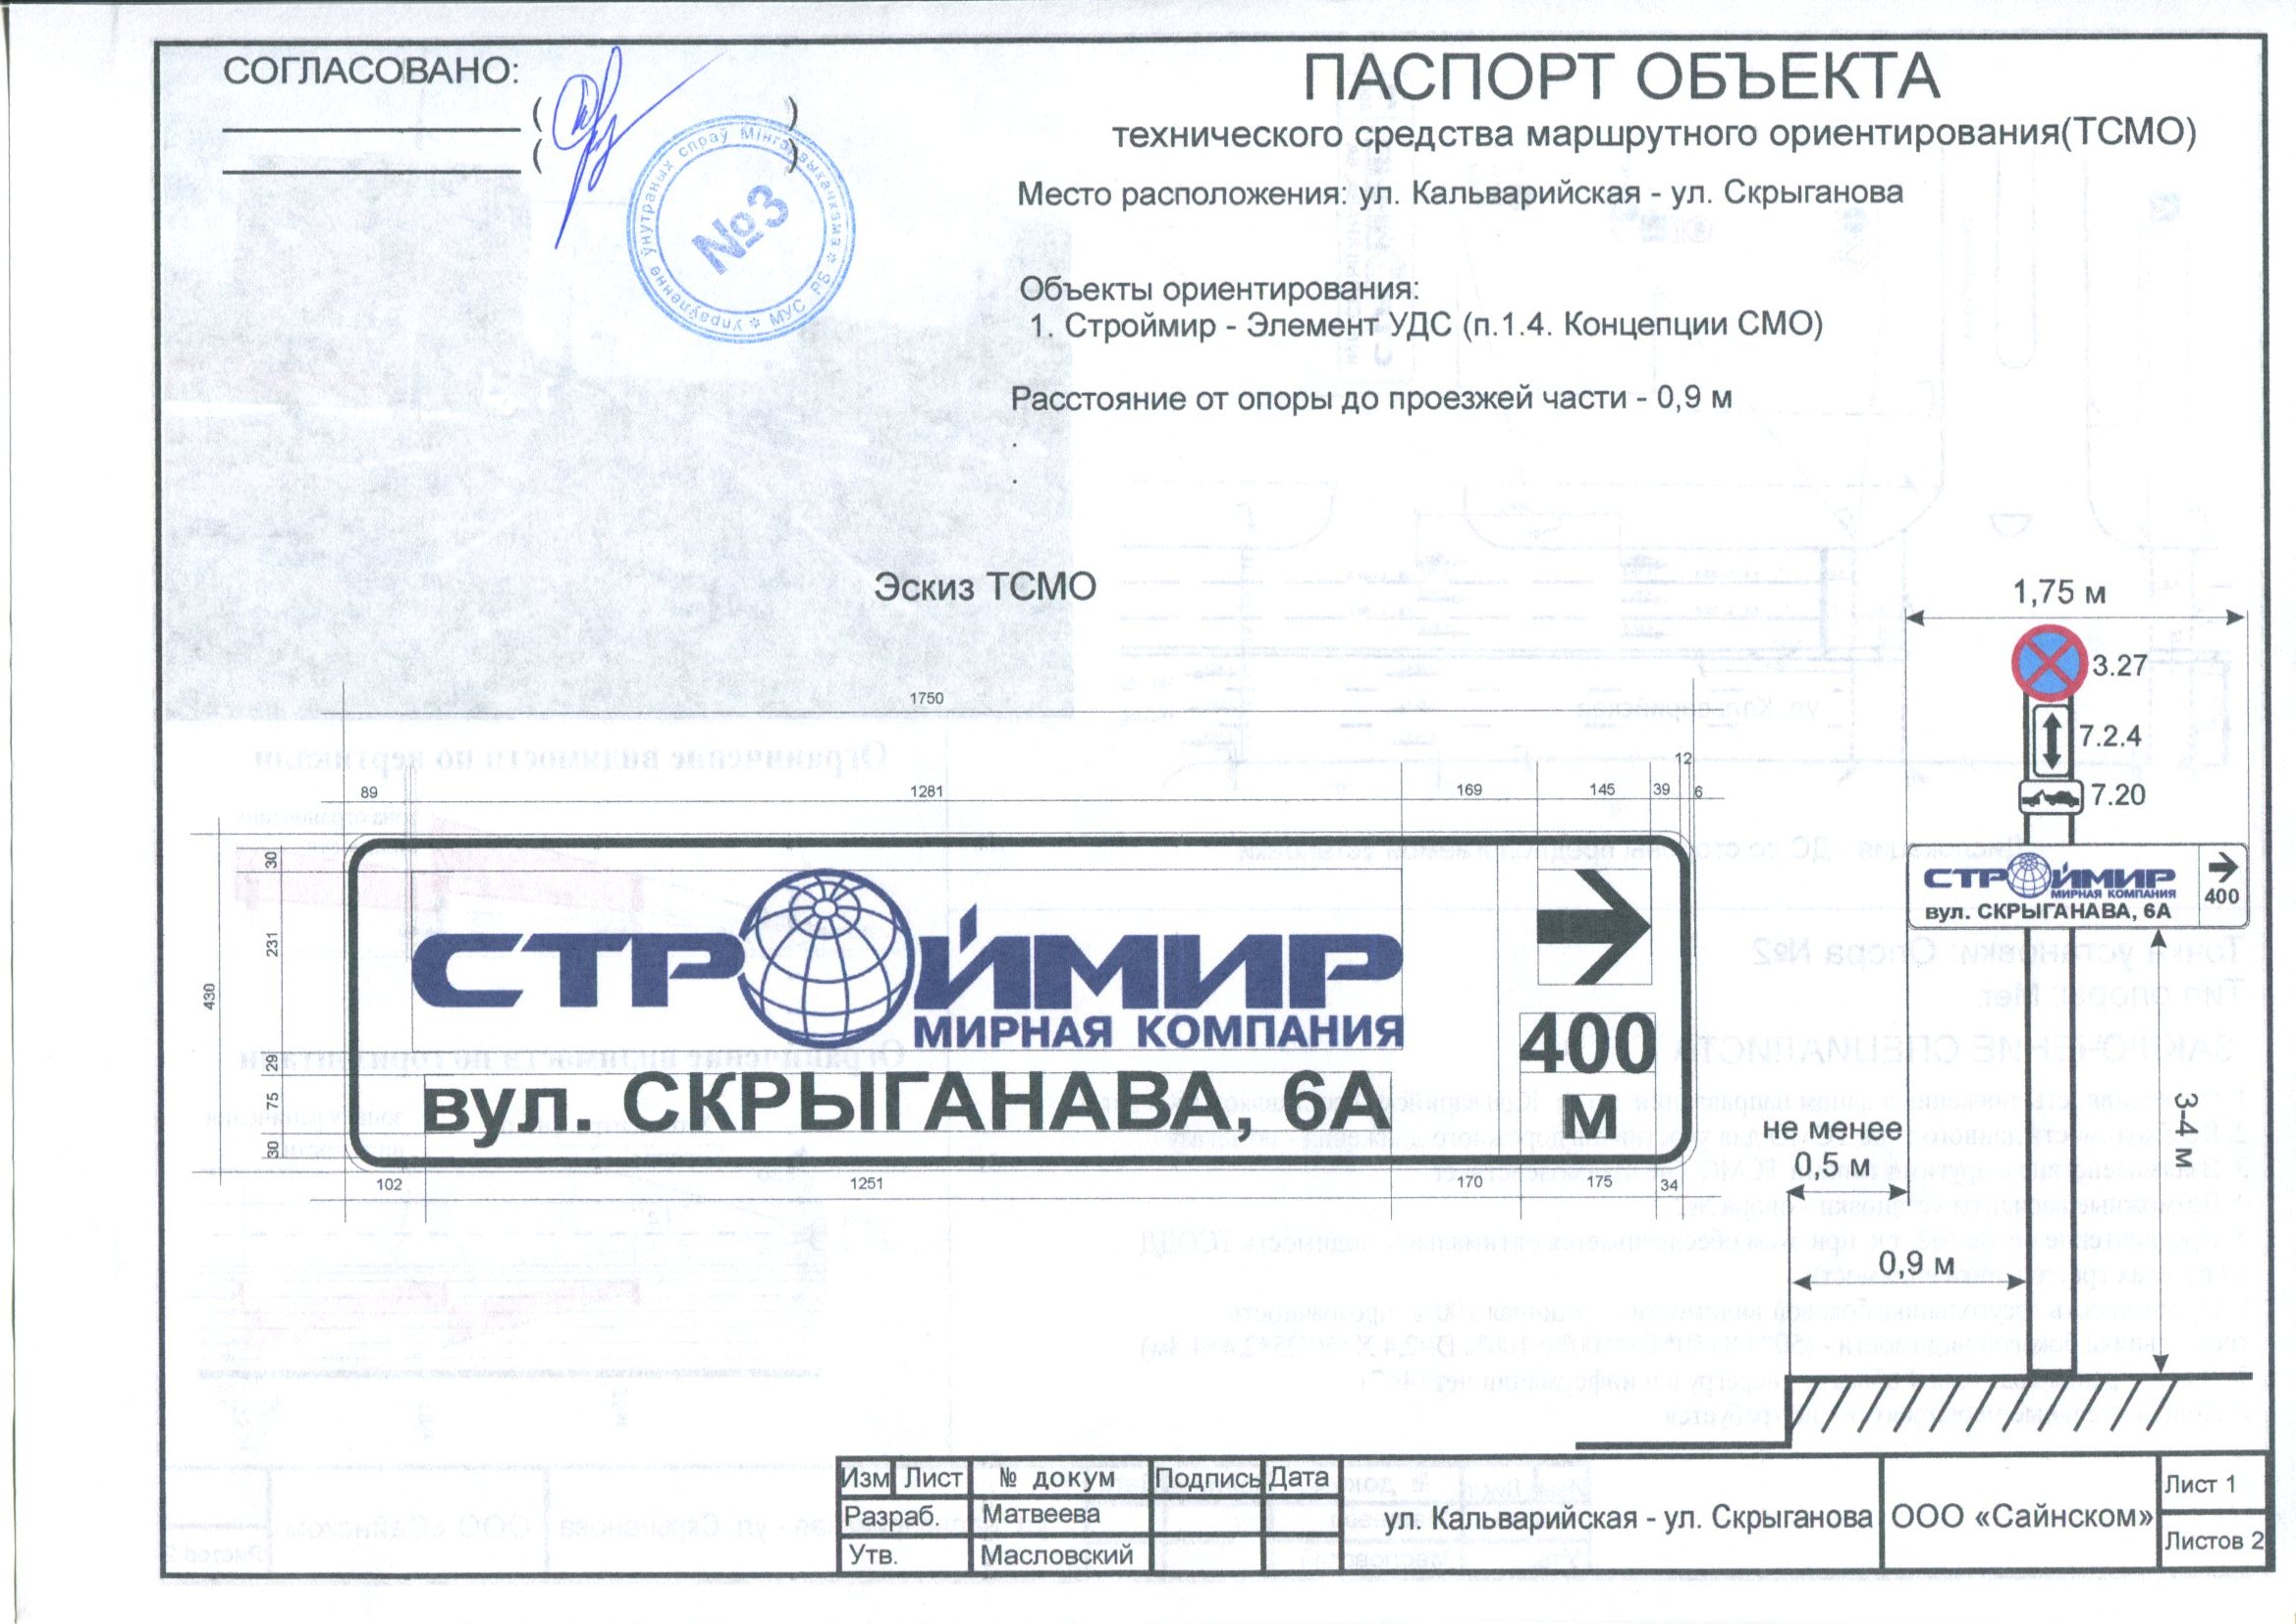 СОГЛАСОВАНО:
( )
( )
Упраўленне ўнутраных спраў Мінгарвыканкама * МУС РБ *
№3
ПАСПОРТ ОБЪЕКТА
технического средства маршрутного ориентирования(ТСМО)
Место расположения: ул. Кальварийская - ул. Скрыганова
Объекты ориентирования:
1. Строймир - Элемент УДС (п.1.4. Концепции СМО)
Расстояние от опоры до проезжей части - 0,9 м
.
.
Эскиз ТСМО
1750
12
89 1281 169 145 39 6
30
231
430
29
75
30
СТРОЙМИР
МИРНАЯ КОМПАНИЯ
вул. СКРЫГАНАВА, 6А
400
м
102 1251 170 175 34
1,75 м
3.27
7.2.4
7.20
СТРОЙМИР
МИРНАЯ КОМПАНИЯ
вул. СКРЫГАНАВА, 6А
400
не менее
0,5 м
3-4 м
0,9 м
Изм Лист № докум Подпись Дата
Разраб. Матвеева
Утв. Масловский
ул. Кальварийская - ул. Скрыганова
ООО «Сайнском»
Лист 1
Листов 2